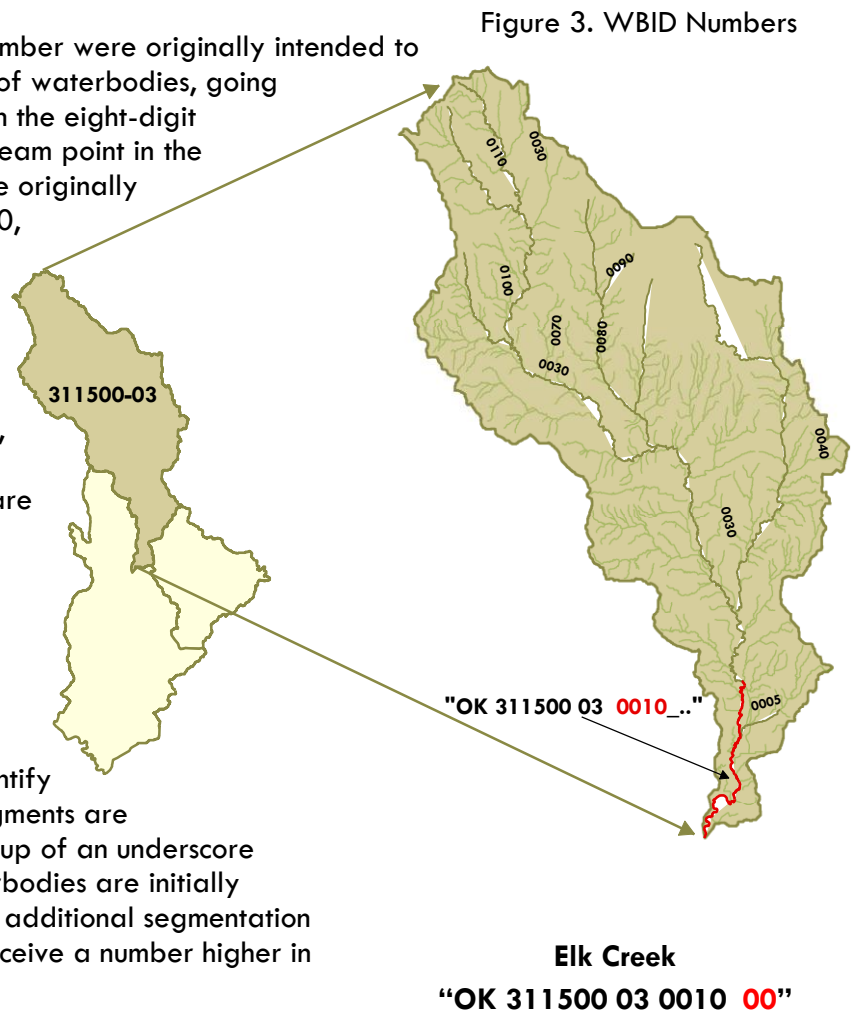 Figure 3. WBID Numbers
mber were originally intended to
of waterbodies, going
the eight-digit
eam point in the
e originally
0,
,
are
311500-03
0110
0030
0100
0090
0070
0080
0030
0040
0030
"OK 311500 03 0010_.."
0005
ntify
gments are
up of an underscore
rbodies are initially
additional segmentation
ceive a number higher in
Elk Creek
“OK 311500 03 0010 00”